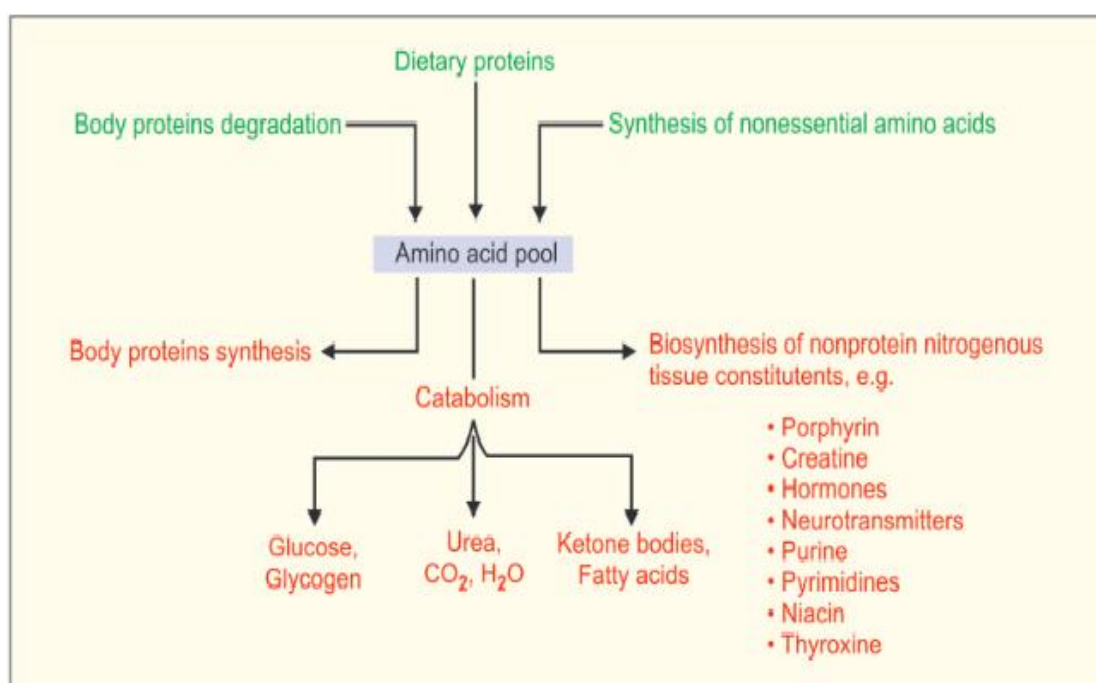 Dietary proteins
Body proteins degradation
Synthesis of nonessential amino acids
Amino acid pool
Body proteins synthesis
Biosynthesis of nonprotein nitrogenous
tissue constitutents, e.g.
Catabolism
• Porphyrin
• Creatine
• Hormones
• Neurotransmitters
• Purine
• Pyrimidines
• Niacin
• Thyroxine
Glucose,
Glycogen
Urea,
CO₂, H₂O
Ketone bodies,
Fatty acids